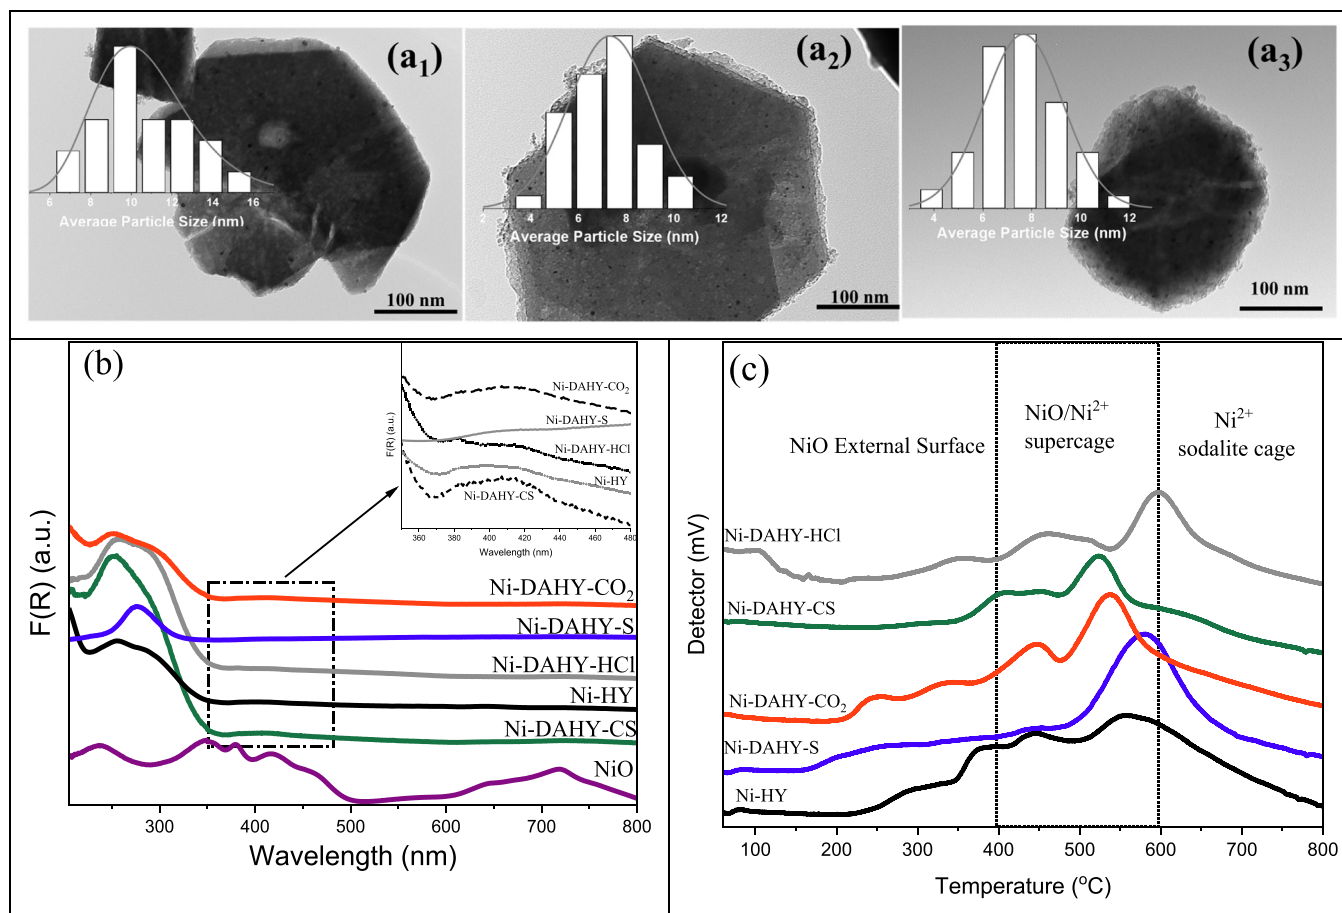 (a₁)
6 8 10 12 14 16
Average Particle Size (nm)
100 nm
(a₂)
2 4 6 8 10 12
Average Particle Size (nm)
100 nm
(a₃)
4 6 8 10 12
Average Particle Size (nm)
100 nm
(b)
F(R) (a.u.)
Ni-DAHY-CO₂
Ni-DAHY-S
Ni-DAHY-HCl
Ni-HY
Ni-DAHY-CS
360 380 400 420 440 460 480
Wavelength (nm)
F(R) (a.u.)
Ni-DAHY-CO₂
Ni-DAHY-S
Ni-DAHY-HCl
Ni-HY
Ni-DAHY-CS
NiO
300 400 500 600 700 800
Wavelength (nm)
(c)
NiO External Surface
NiO/Ni²⁺
supercage
Ni²⁺
sodalite cage
Detector (mV)
Ni-DAHY-HCl
Ni-DAHY-CS
Ni-DAHY-CO₂
Ni-DAHY-S
Ni-HY
100 200 300 400 500 600 700 800
Temperature (°C)